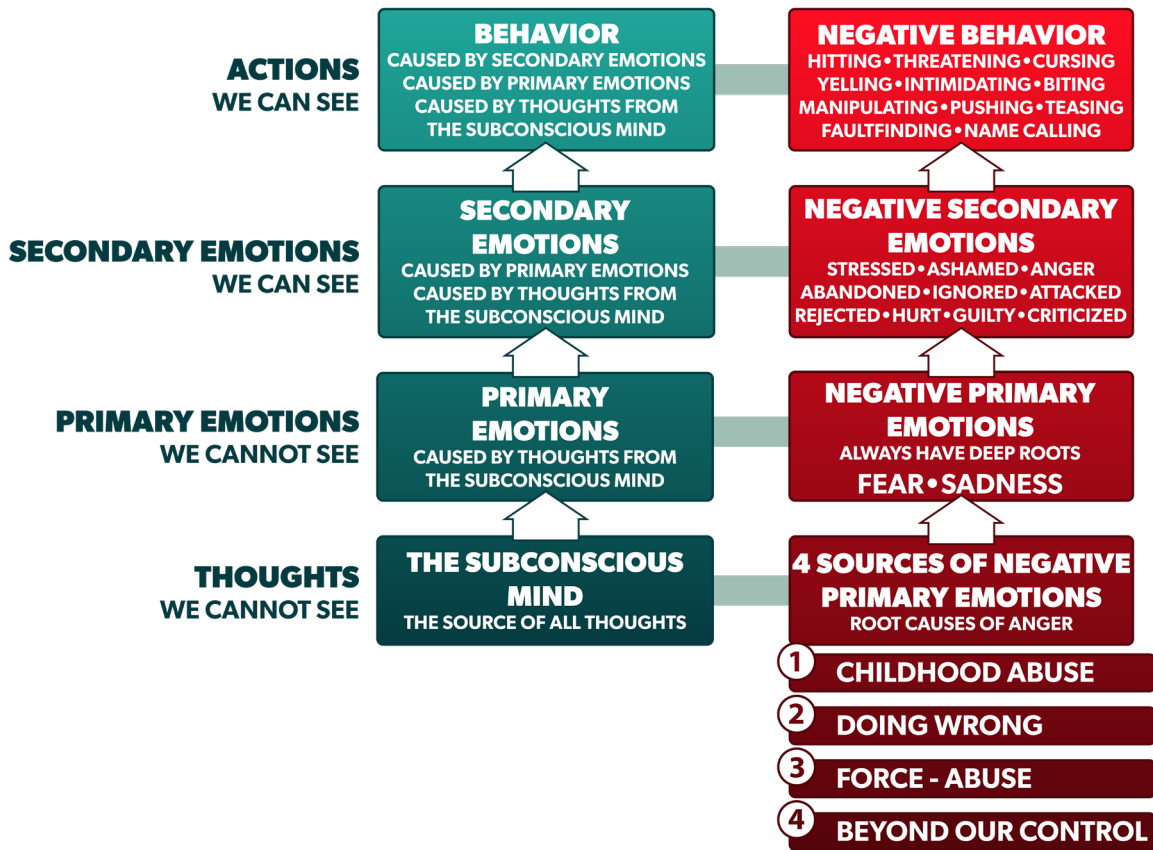 ACTIONS
WE CAN SEE
BEHAVIOR
CAUSED BY SECONDARY EMOTIONS
CAUSED BY PRIMARY EMOTIONS
CAUSED BY THOUGHTS FROM
THE SUBCONSCIOUS MIND
NEGATIVE BEHAVIOR
HITTING•THREATENING•CURSING
YELLING•INTIMIDATING•BITING
MANIPULATING•PUSHING•TEASING
FAULTFINDING•NAME CALLING
SECONDARY EMOTIONS
WE CAN SEE
SECONDARY
EMOTIONS
CAUSED BY PRIMARY EMOTIONS
CAUSED BY THOUGHTS FROM
THE SUBCONSCIOUS MIND
NEGATIVE SECONDARY
EMOTIONS
STRESSED•ASHAMED•ANGER
ABANDONED•IGNORED•ATTACKED
REJECTED•HURT•GUILTY•CRITICIZED
PRIMARY EMOTIONS
WE CANNOT SEE
PRIMARY
EMOTIONS
CAUSED BY THOUGHTS FROM
THE SUBCONSCIOUS MIND
NEGATIVE PRIMARY
EMOTIONS
ALWAYS HAVE DEEP ROOTS
FEAR•SADNESS
THOUGHTS
WE CANNOT SEE
THE SUBCONSCIOUS
MIND
THE SOURCE OF ALL THOUGHTS
4 SOURCES OF NEGATIVE
PRIMARY EMOTIONS
ROOT CAUSES OF ANGER
1 CHILDHOOD ABUSE
2 DOING WRONG
3 FORCE - ABUSE
4 BEYOND OUR CONTROL